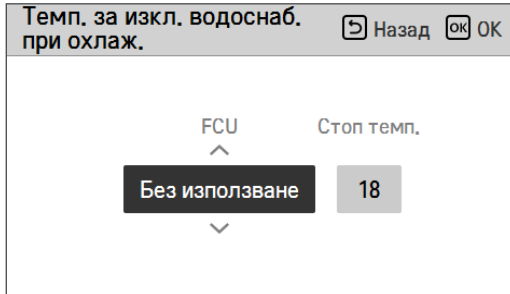 Темп. за изкл. водоснаб.
при охлаж.
Назад OK OK
FCU Стоп темп.
Без използване 18